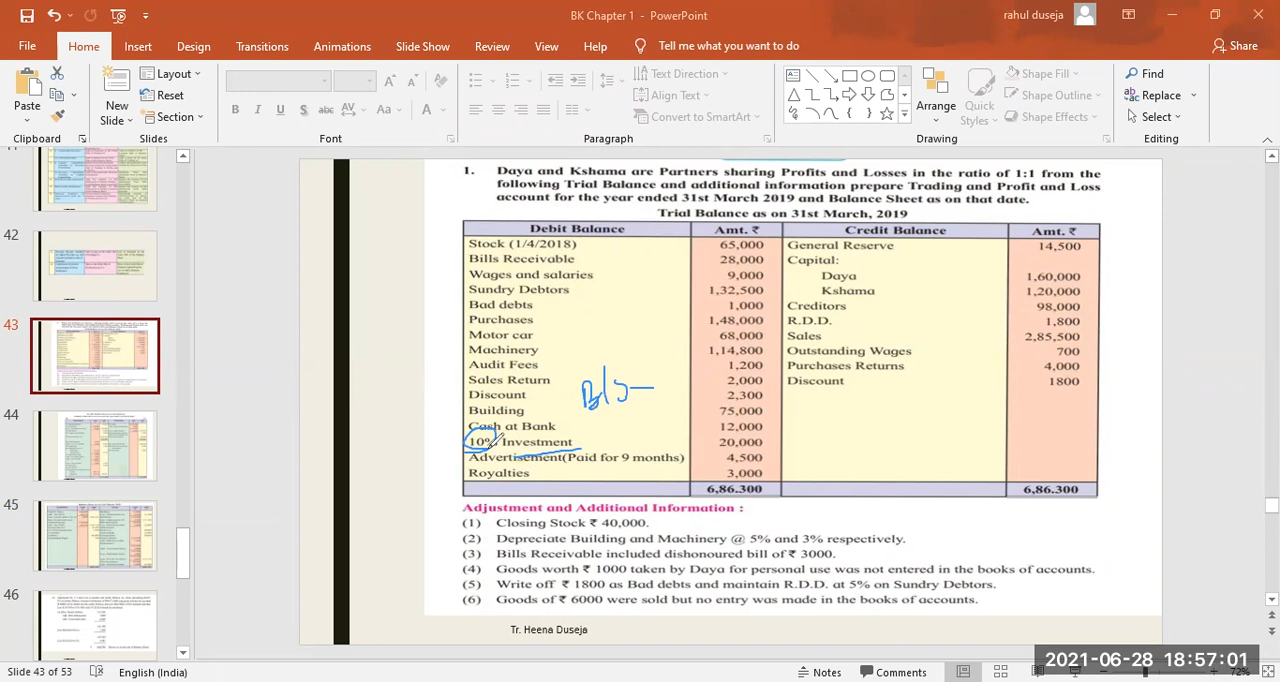 BK Chapter 1 - PowerPoint
rahul duseja
File Home Insert Design Transitions Animations Slide Show Review View Help Tell me what you want to do Share
Paste
New Slide
Layout
Reset
Section
B I U S abc AV Aa A
Text Direction
Align Text
Convert to SmartArt
Arrange
Quick Styles
Shape Fill
Shape Outline
Shape Effects
Find
Replace
Select
Clipboard Slides Font Paragraph Drawing Editing
42
43
44
45
46
1. Daya and Kshama are Partners sharing Profits and Losses in the ratio of 1:1 from the
following Trial Balance and additional information prepare Trading and Profit and Loss
account for the year ended 31st March 2019 and Balance Sheet as on that date.
Trial Balance as on 31st March, 2019
Debit Balance Amt. ₹ Credit Balance Amt. ₹
Stock (1/4/2018) 65,000 General Reserve 14,500
Bills Receivable 28,000 Capital:
Wages and salaries 9,000 Daya 1,60,000
Sundry Debtors 1,32,500 Kshama 1,20,000
Bad debts 1,000 Creditors 98,000
Purchases 1,48,000 R.D.D. 1,800
Motor car 68,000 Sales 2,85,500
Machinery 1,14,800 Outstanding Wages 700
Audit Fees 1,200 Purchases Returns 4,000
Sales Return 2,000 Discount 1800
Discount 2,300
B/S
Building 75,000
Cash at Bank 12,000
10% Investment 20,000
Advertisement(Paid for 9 months) 4,500
Royalties 3,000
6,86.300 6,86.300
Adjustment and Additional Information :
(1) Closing Stock ₹ 40,000.
(2) Depreciate Building and Machinery @ 5% and 3% respectively.
(3) Bills Receivable included dishonoured bill of ₹ 3000.
(4) Goods worth ₹ 1000 taken by Daya for personal use was not entered in the books of accounts.
(5) Write off ₹ 1800 as Bad debts and maintain R.D.D. at 5% on Sundry Debtors.
(6) Goods of ₹ 6000 were sold but no entry was made in the books of accounts.
Tr. Heena Duseja
Slide 43 of 53 English (India) Notes Comments 72%
2021-06-28 18:57:01